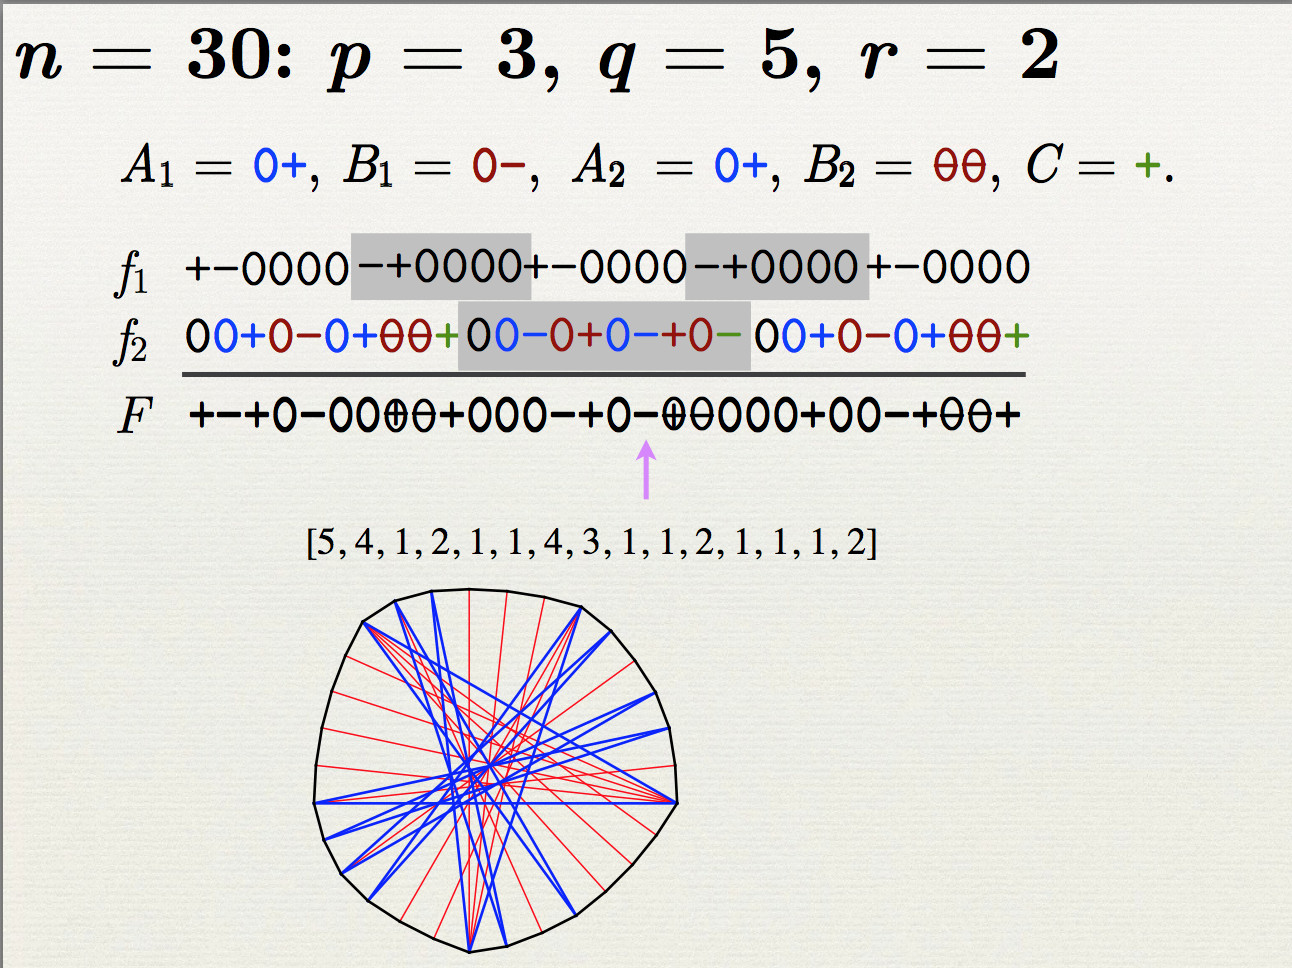 n = 30: p = 3, q = 5, r = 2
A₁ = 0+, B₁ = 0−, A₂ = 0+, B₂ = θθ, C = +.
f₁ +−0000−+0000+−0000−+0000+−0000
f₂ 00+0−0+θθ+00−0+0−+0−00+0−0+θθ+
F +−+0−00⊕θ+000−+0−⊕θ000+00−+θθ+
[5, 4, 1, 2, 1, 1, 4, 3, 1, 1, 2, 1, 1, 1, 2]